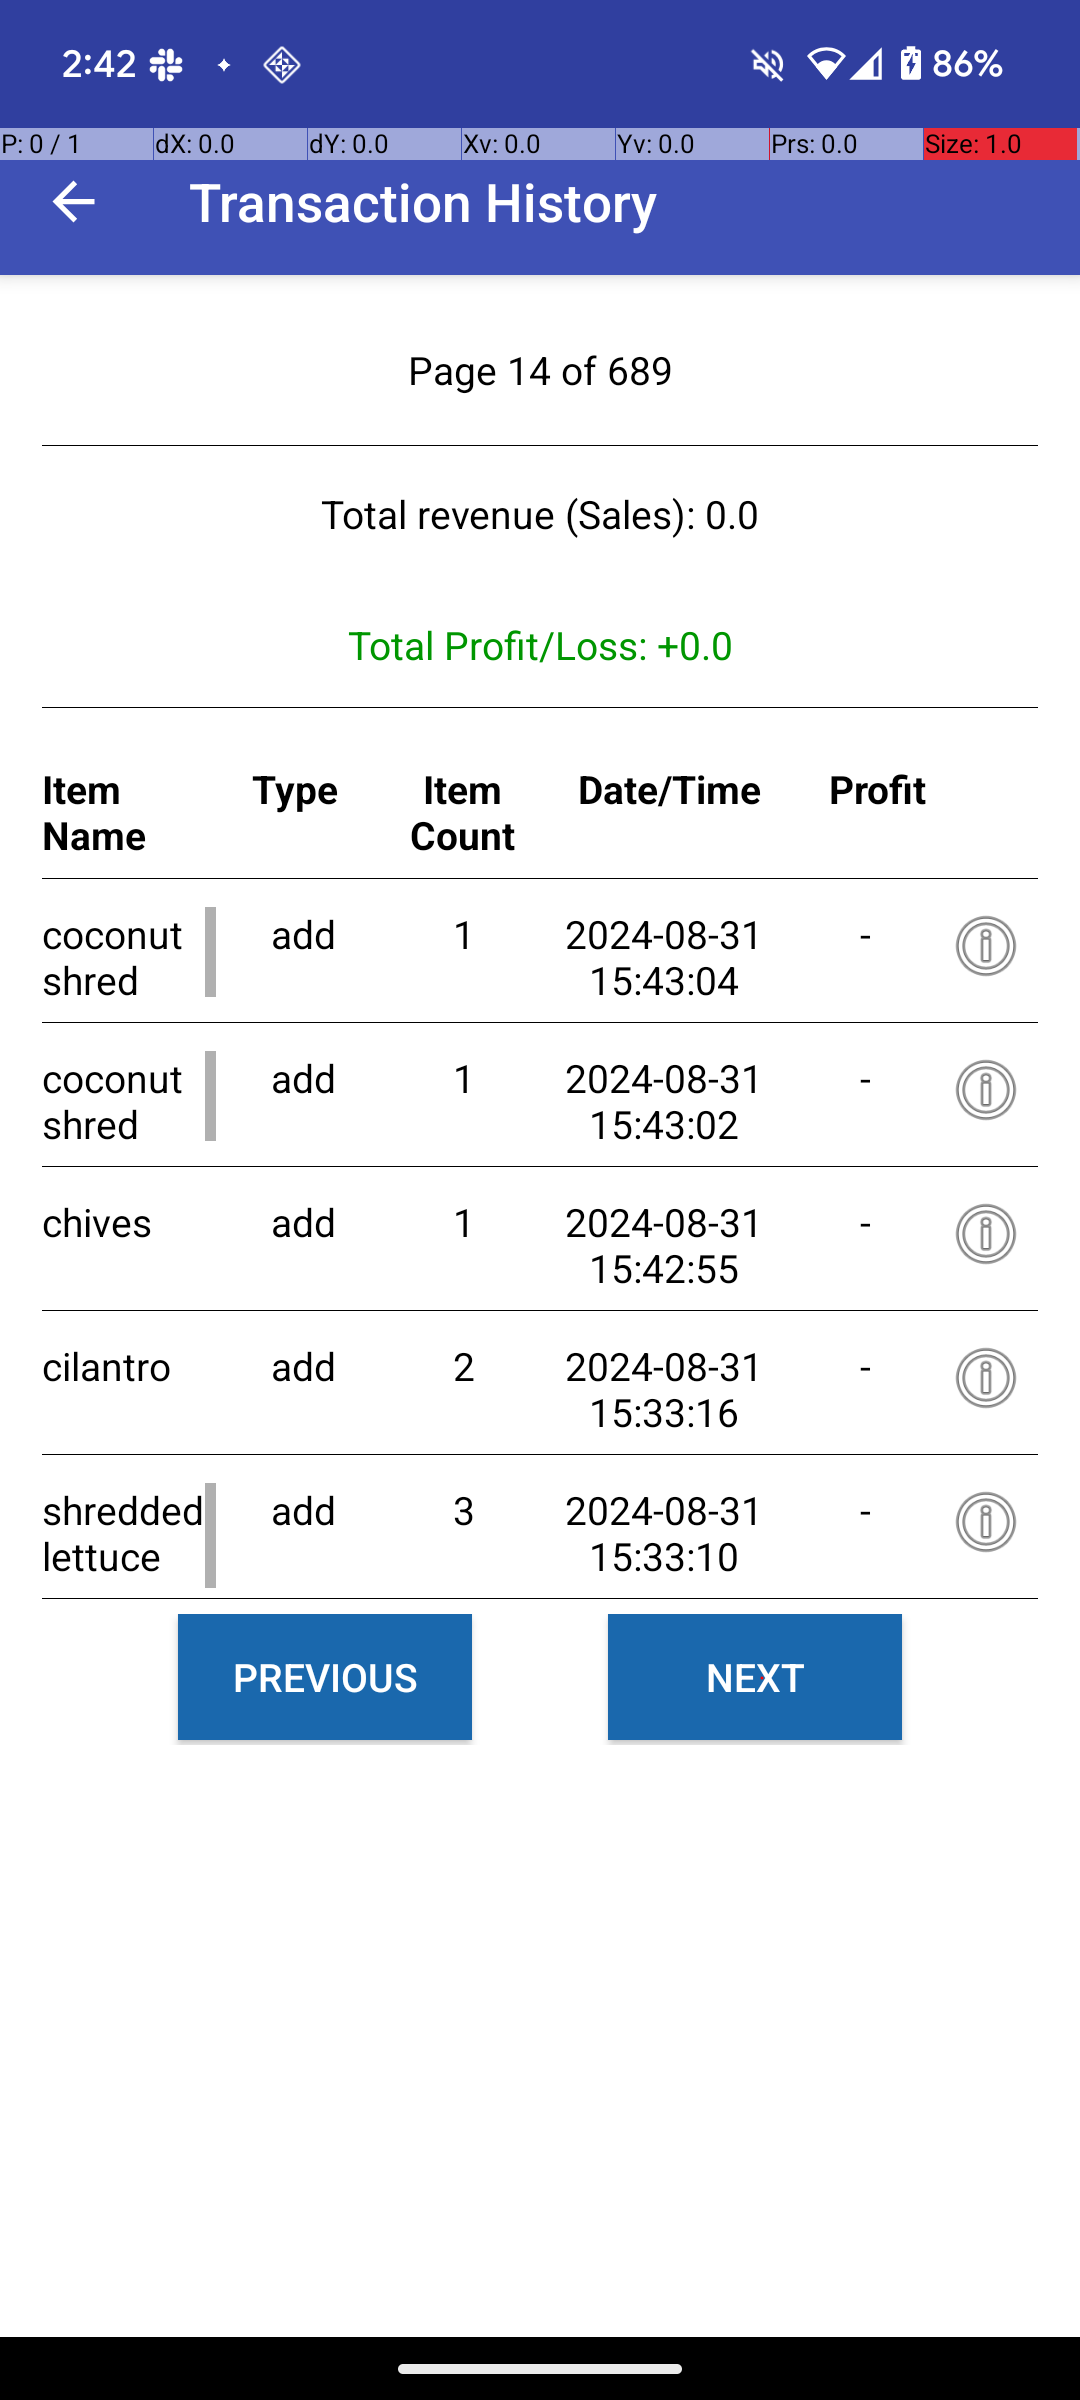 2:42 86%
P: 0 / 1 dX: 0.0 dY: 0.0 Xv: 0.0 Yv: 0.0 Prs: 0.0 Size: 1.0
Transaction History
Page 14 of 689
Total revenue (Sales): 0.0
Total Profit/Loss: +0.0
Item Type Item Date/Time Profit
Name Count
coconut add 1 2024-08-31 -
shred 15:43:04
coconut add 1 2024-08-31 -
shred 15:43:02
chives add 1 2024-08-31 -
15:42:55
cilantro add 2 2024-08-31 -
15:33:16
shredded add 3 2024-08-31 -
lettuce 15:33:10
PREVIOUS NEXT